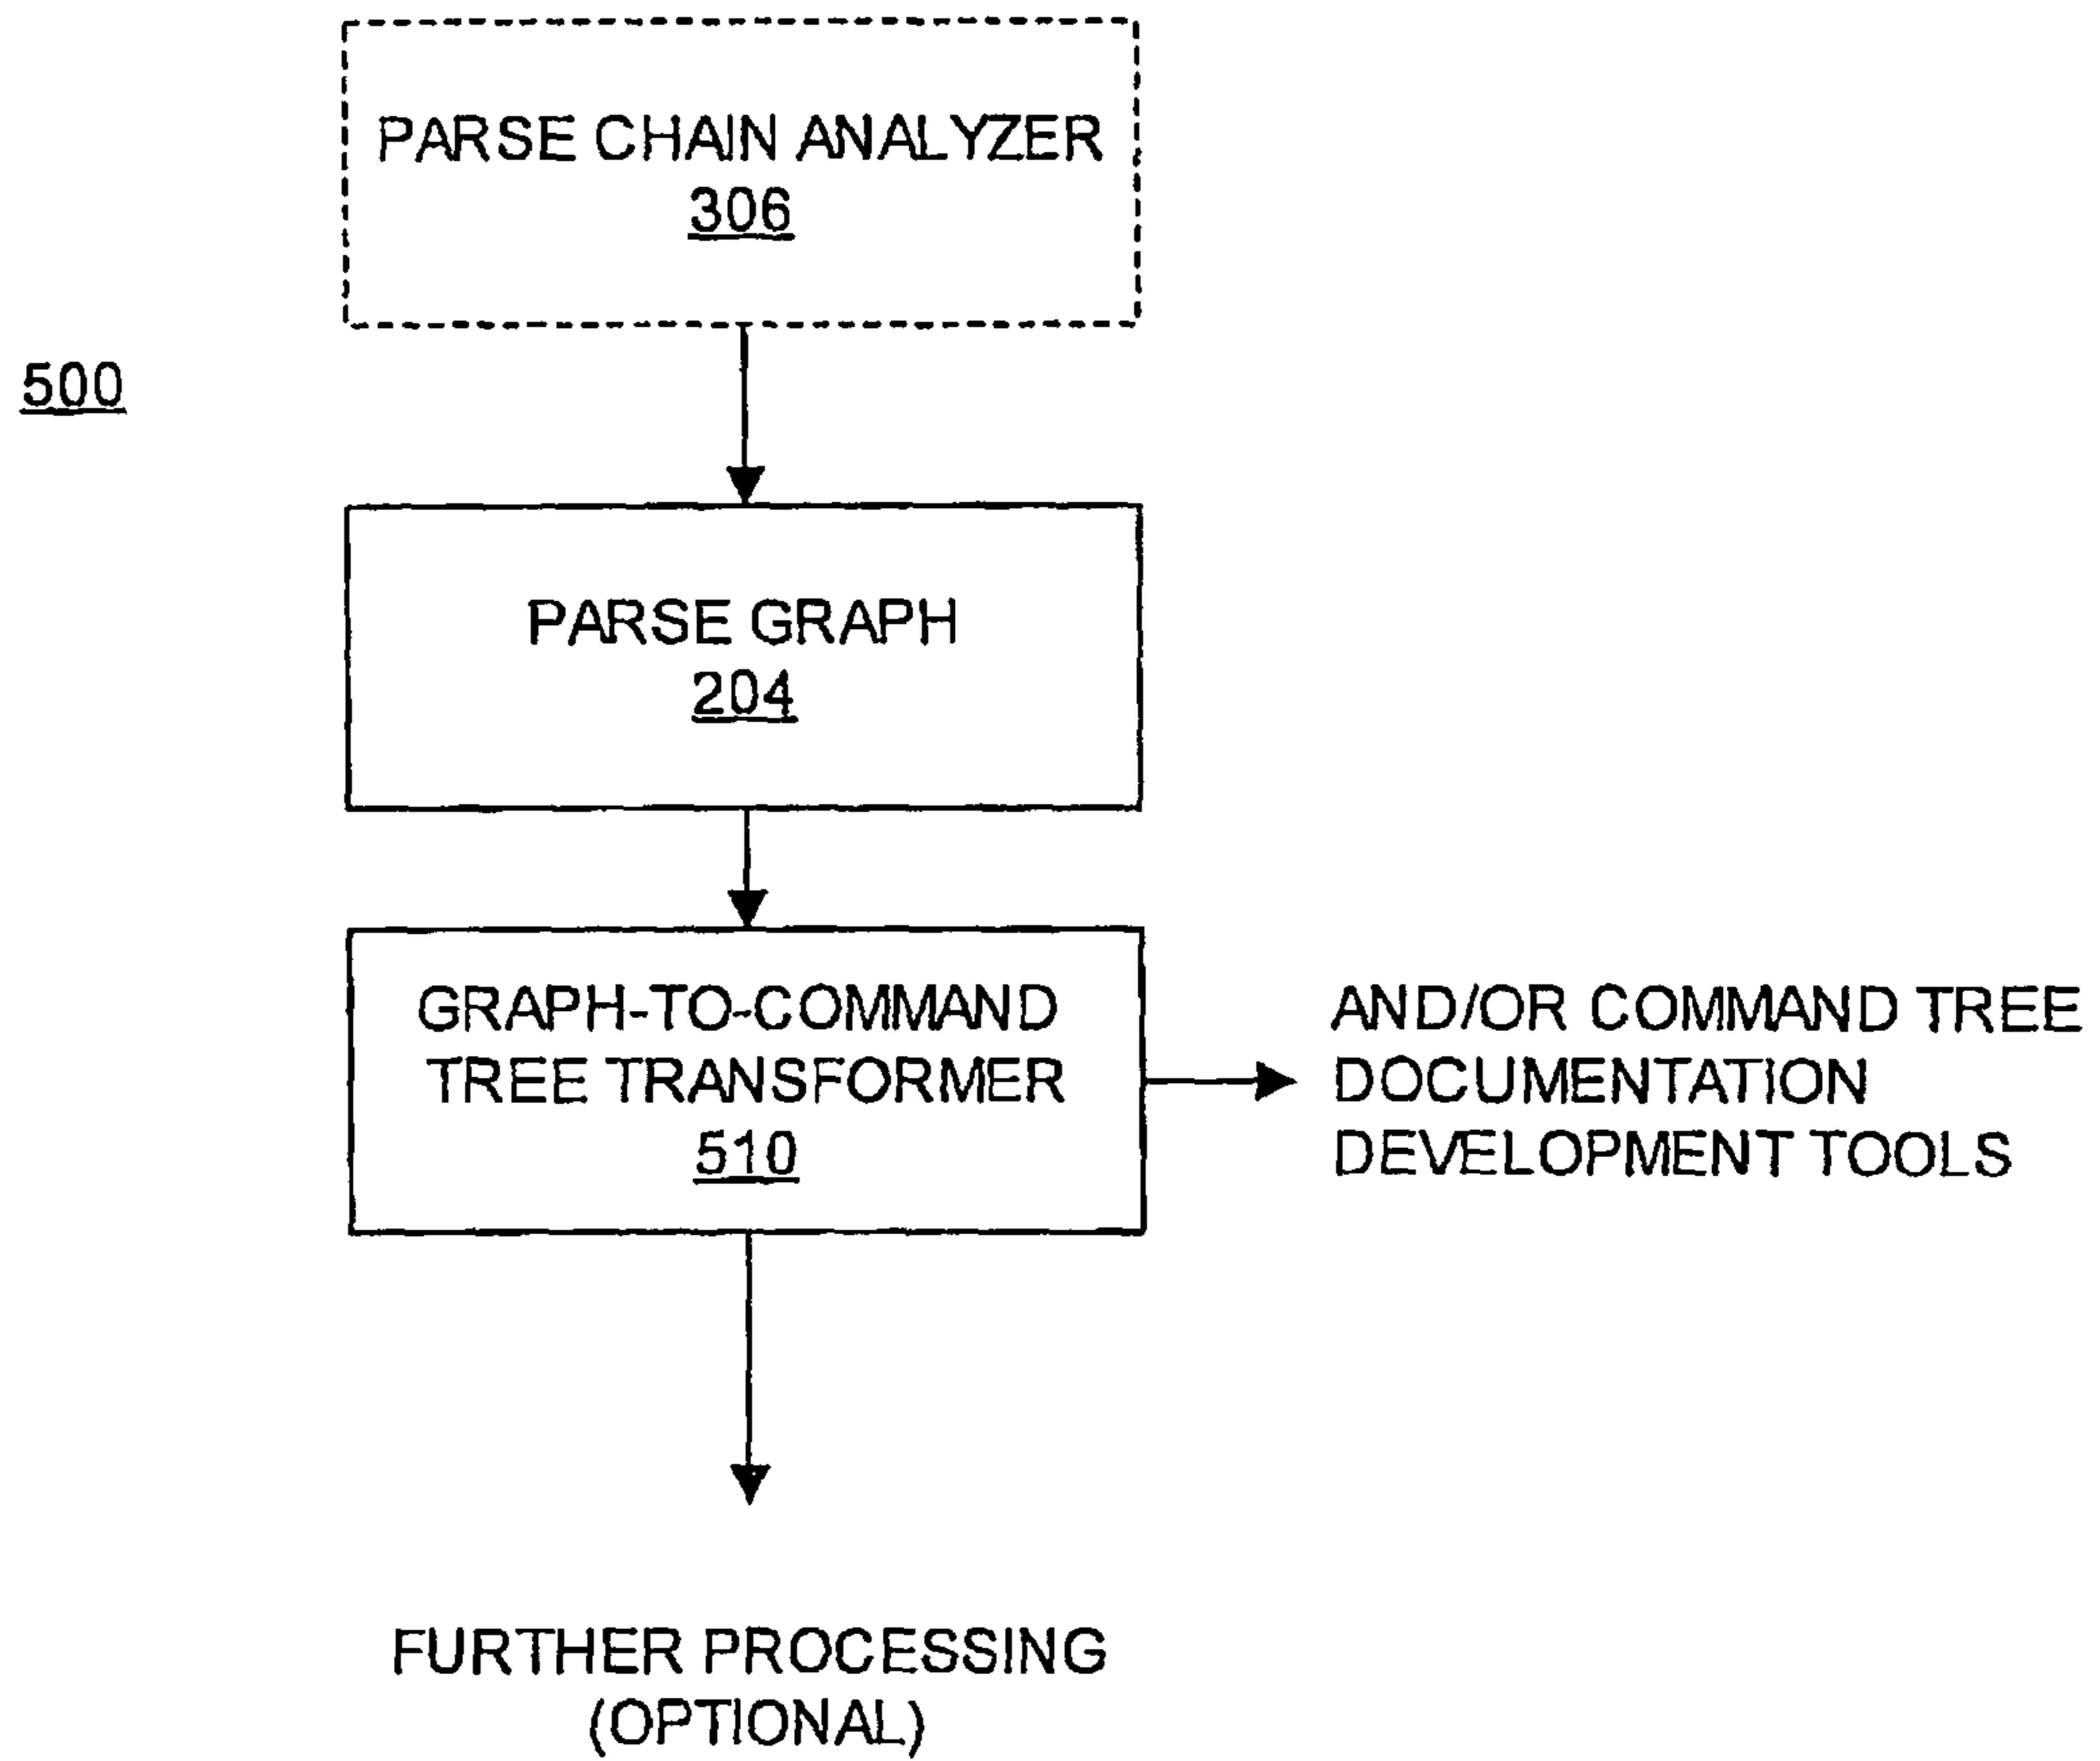 PARSE CHAIN ANALYZER
306
500
PARSE GRAPH
204
GRAPH-TO-COMMAND
TREE TRANSFORMER
510
AND/OR COMMAND TREE
DOCUMENTATION
DEVELOPMENT TOOLS
FURTHER PROCESSING
(OPTIONAL)